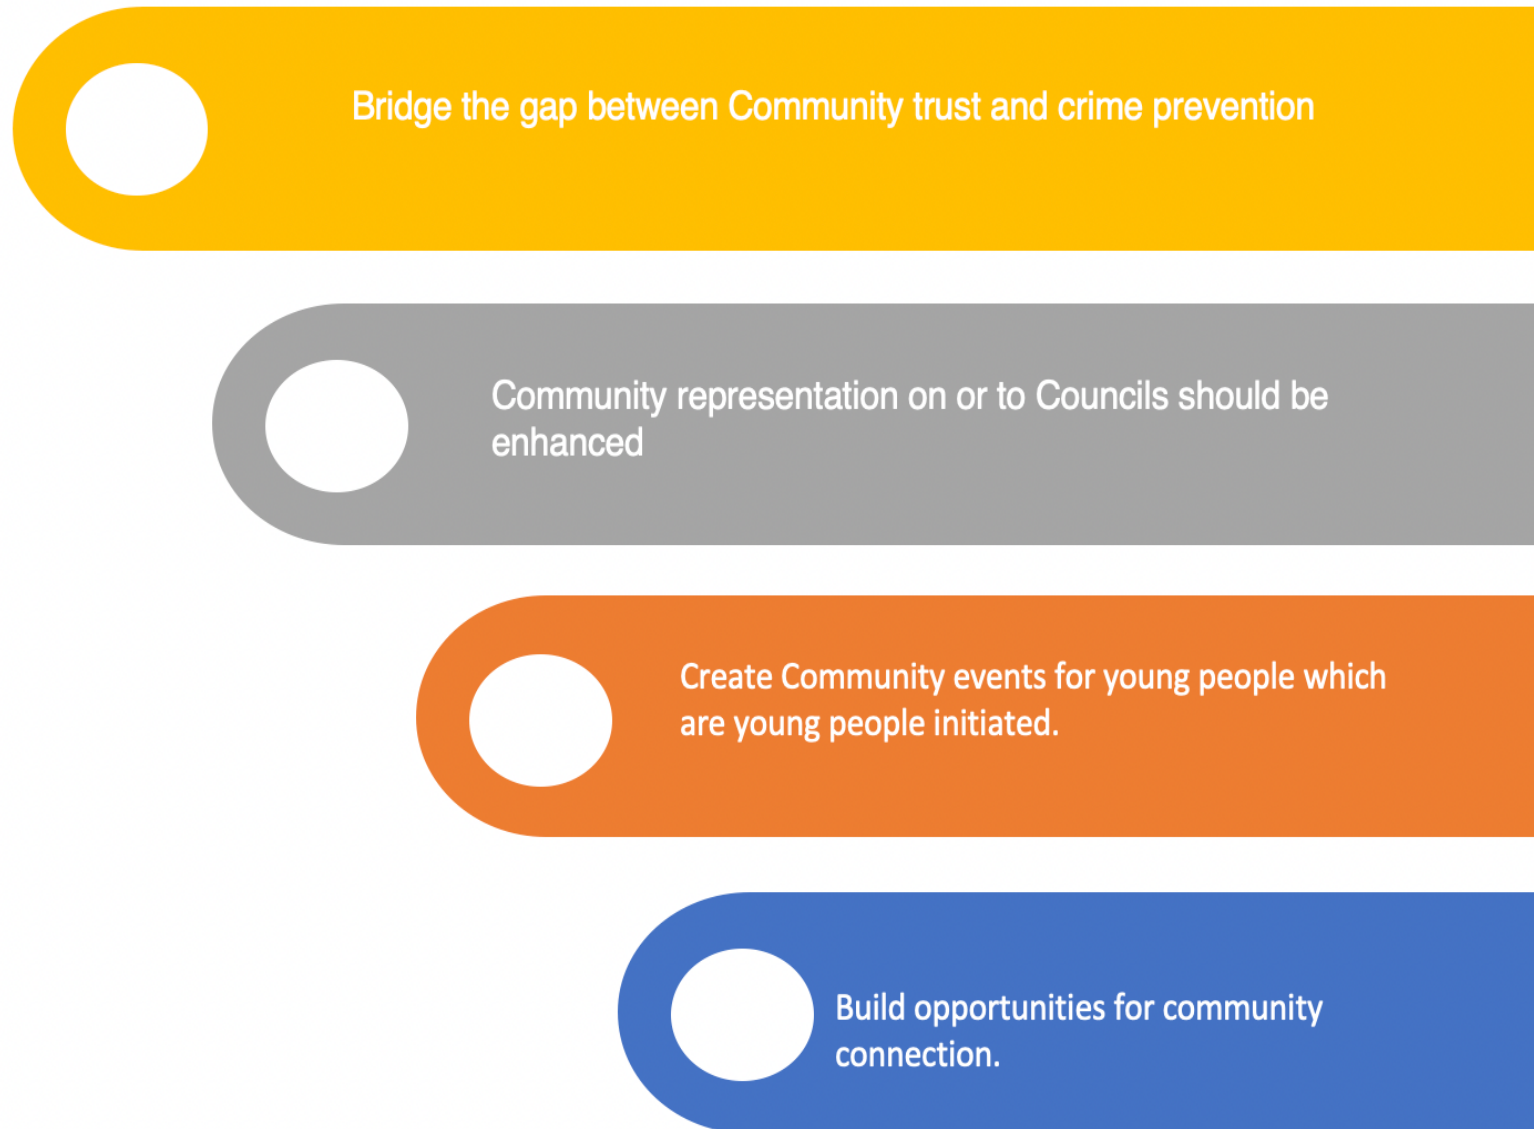 Bridge the gap between Community trust and crime prevention
Community representation on or to Councils should be
enhanced
Create Community events for young people which
are young people initiated.
Build opportunities for community
connection.